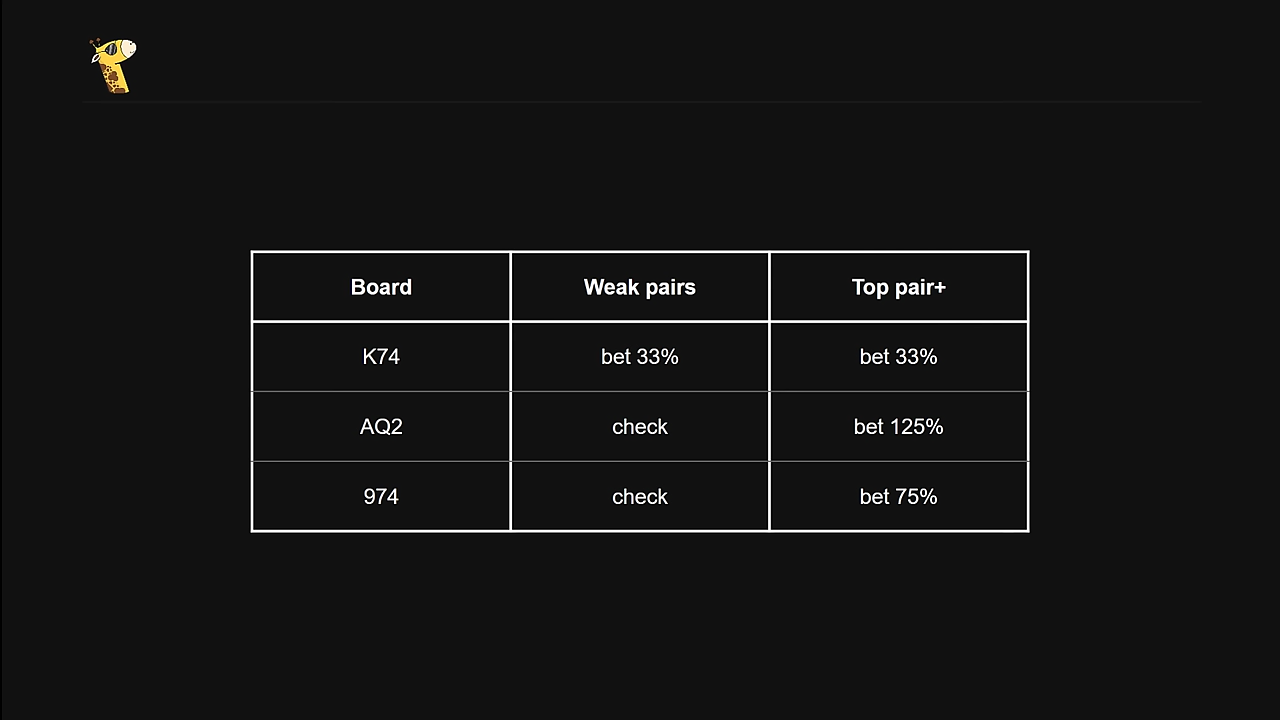 Board Weak pairs Top pair+
K74 bet 33% bet 33%
AQ2 check bet 125%
974 check bet 75%